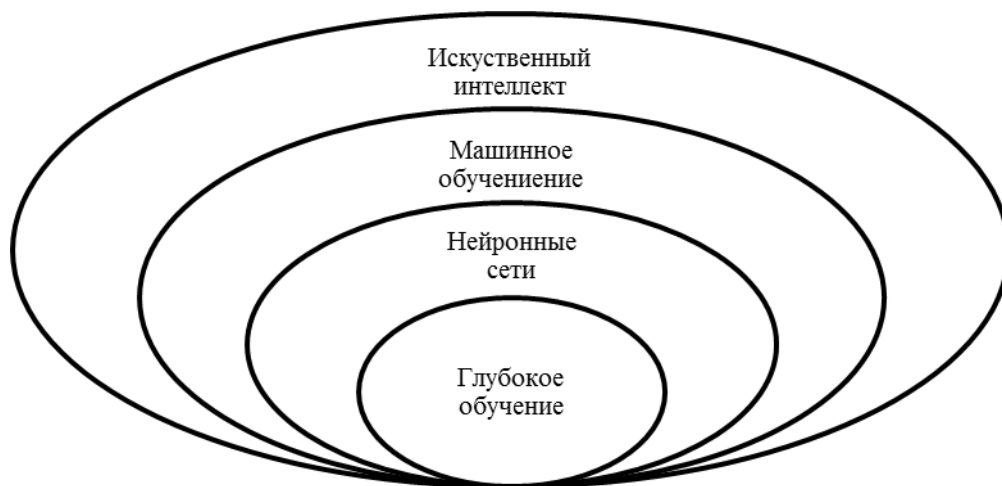 Искуственный
интеллект
Машинное
обучениение
Нейронные
сети
Глубокое
обучение